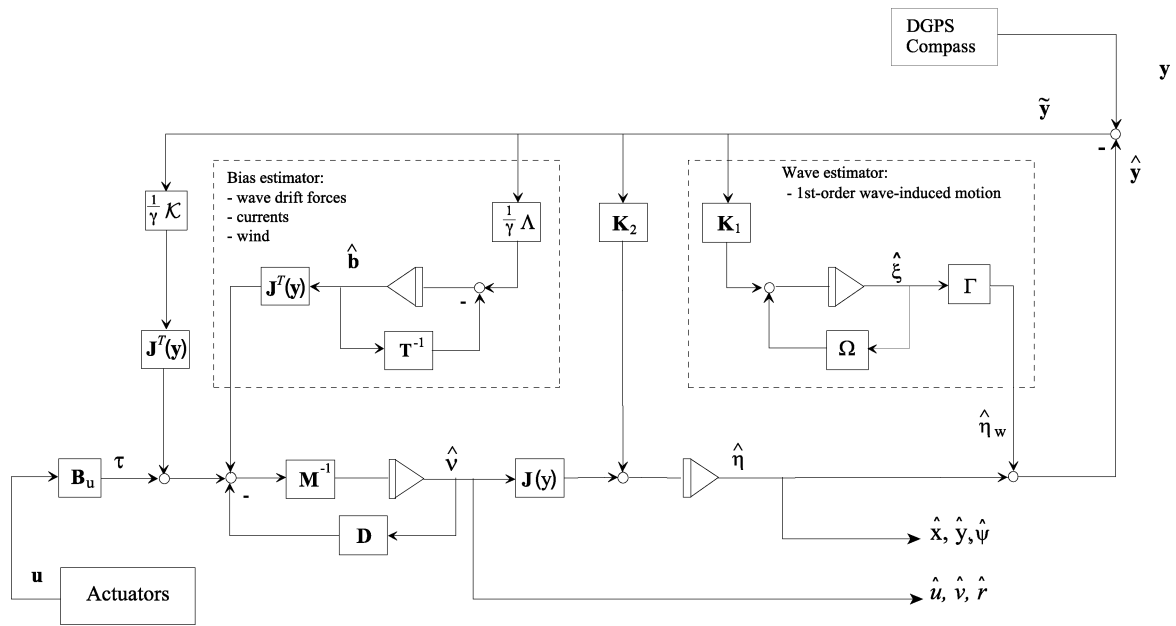 DGPS
Compass
y
ỹ
-
ŷ
Bias estimator:
- wave drift forces
- currents
- wind
Wave estimator:
- 1st-order wave-induced motion
1/γ 𝒦
1/γ Λ
K₂
K₁
b̂
ξ̂
Jᵀ(y)
-
Γ
Jᵀ(y)
T⁻¹
Ω
η̂w
Bu
τ
-
M⁻¹
ν̂
J(y)
η̂
D
x̂, ŷ, ψ̂
u
Actuators
û, v̂, r̂